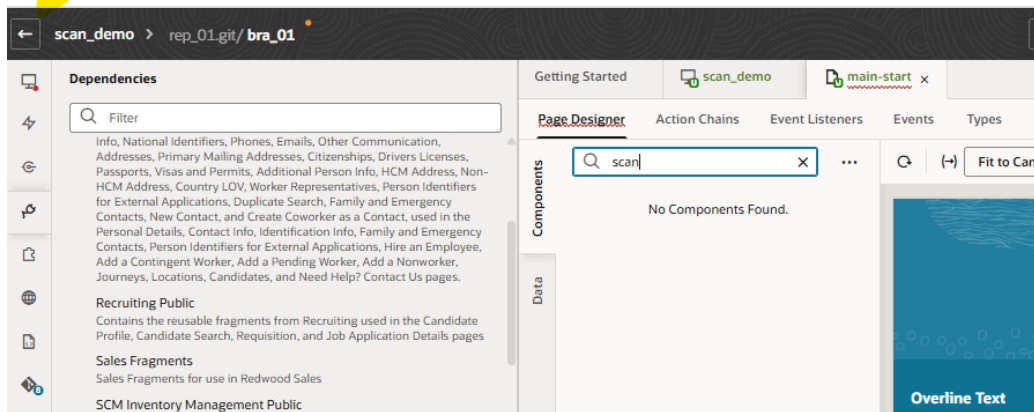 scan_demo > rep_01.git/ bra_01
Dependencies
Filter
Info, National Identifiers, Phones, Emails, Other Communication,
Addresses, Primary Mailing Addresses, Citizenships, Drivers Licenses,
Passports, Visas and Permits, Additional Person Info, HCM Address, Non-
HCM Address, Country LOV, Worker Representatives, Person Identifiers
for External Applications, Duplicate Search, Family and Emergency
Contacts, New Contact, and Create Coworker as a Contact, used in the
Personal Details, Contact Info, Identification Info, Family and Emergency
Contacts, Person Identifiers for External Applications, Hire an Employee,
Add a Contingent Worker, Add a Pending Worker, Add a Nonworker,
Journeys, Locations, Candidates, and Need Help? Contact Us pages.
Recruiting Public
Contains the reusable fragments from Recruiting used in the Candidate
Profile, Candidate Search, Requisition, and Job Application Details pages
Sales Fragments
Sales Fragments for use in Redwood Sales
SCM Inventory Management Public
Getting Started scan_demo main-start
Page Designer Action Chains Event Listeners Events Types
Components
Data
scan
No Components Found.
Fit to Can
Overline Text